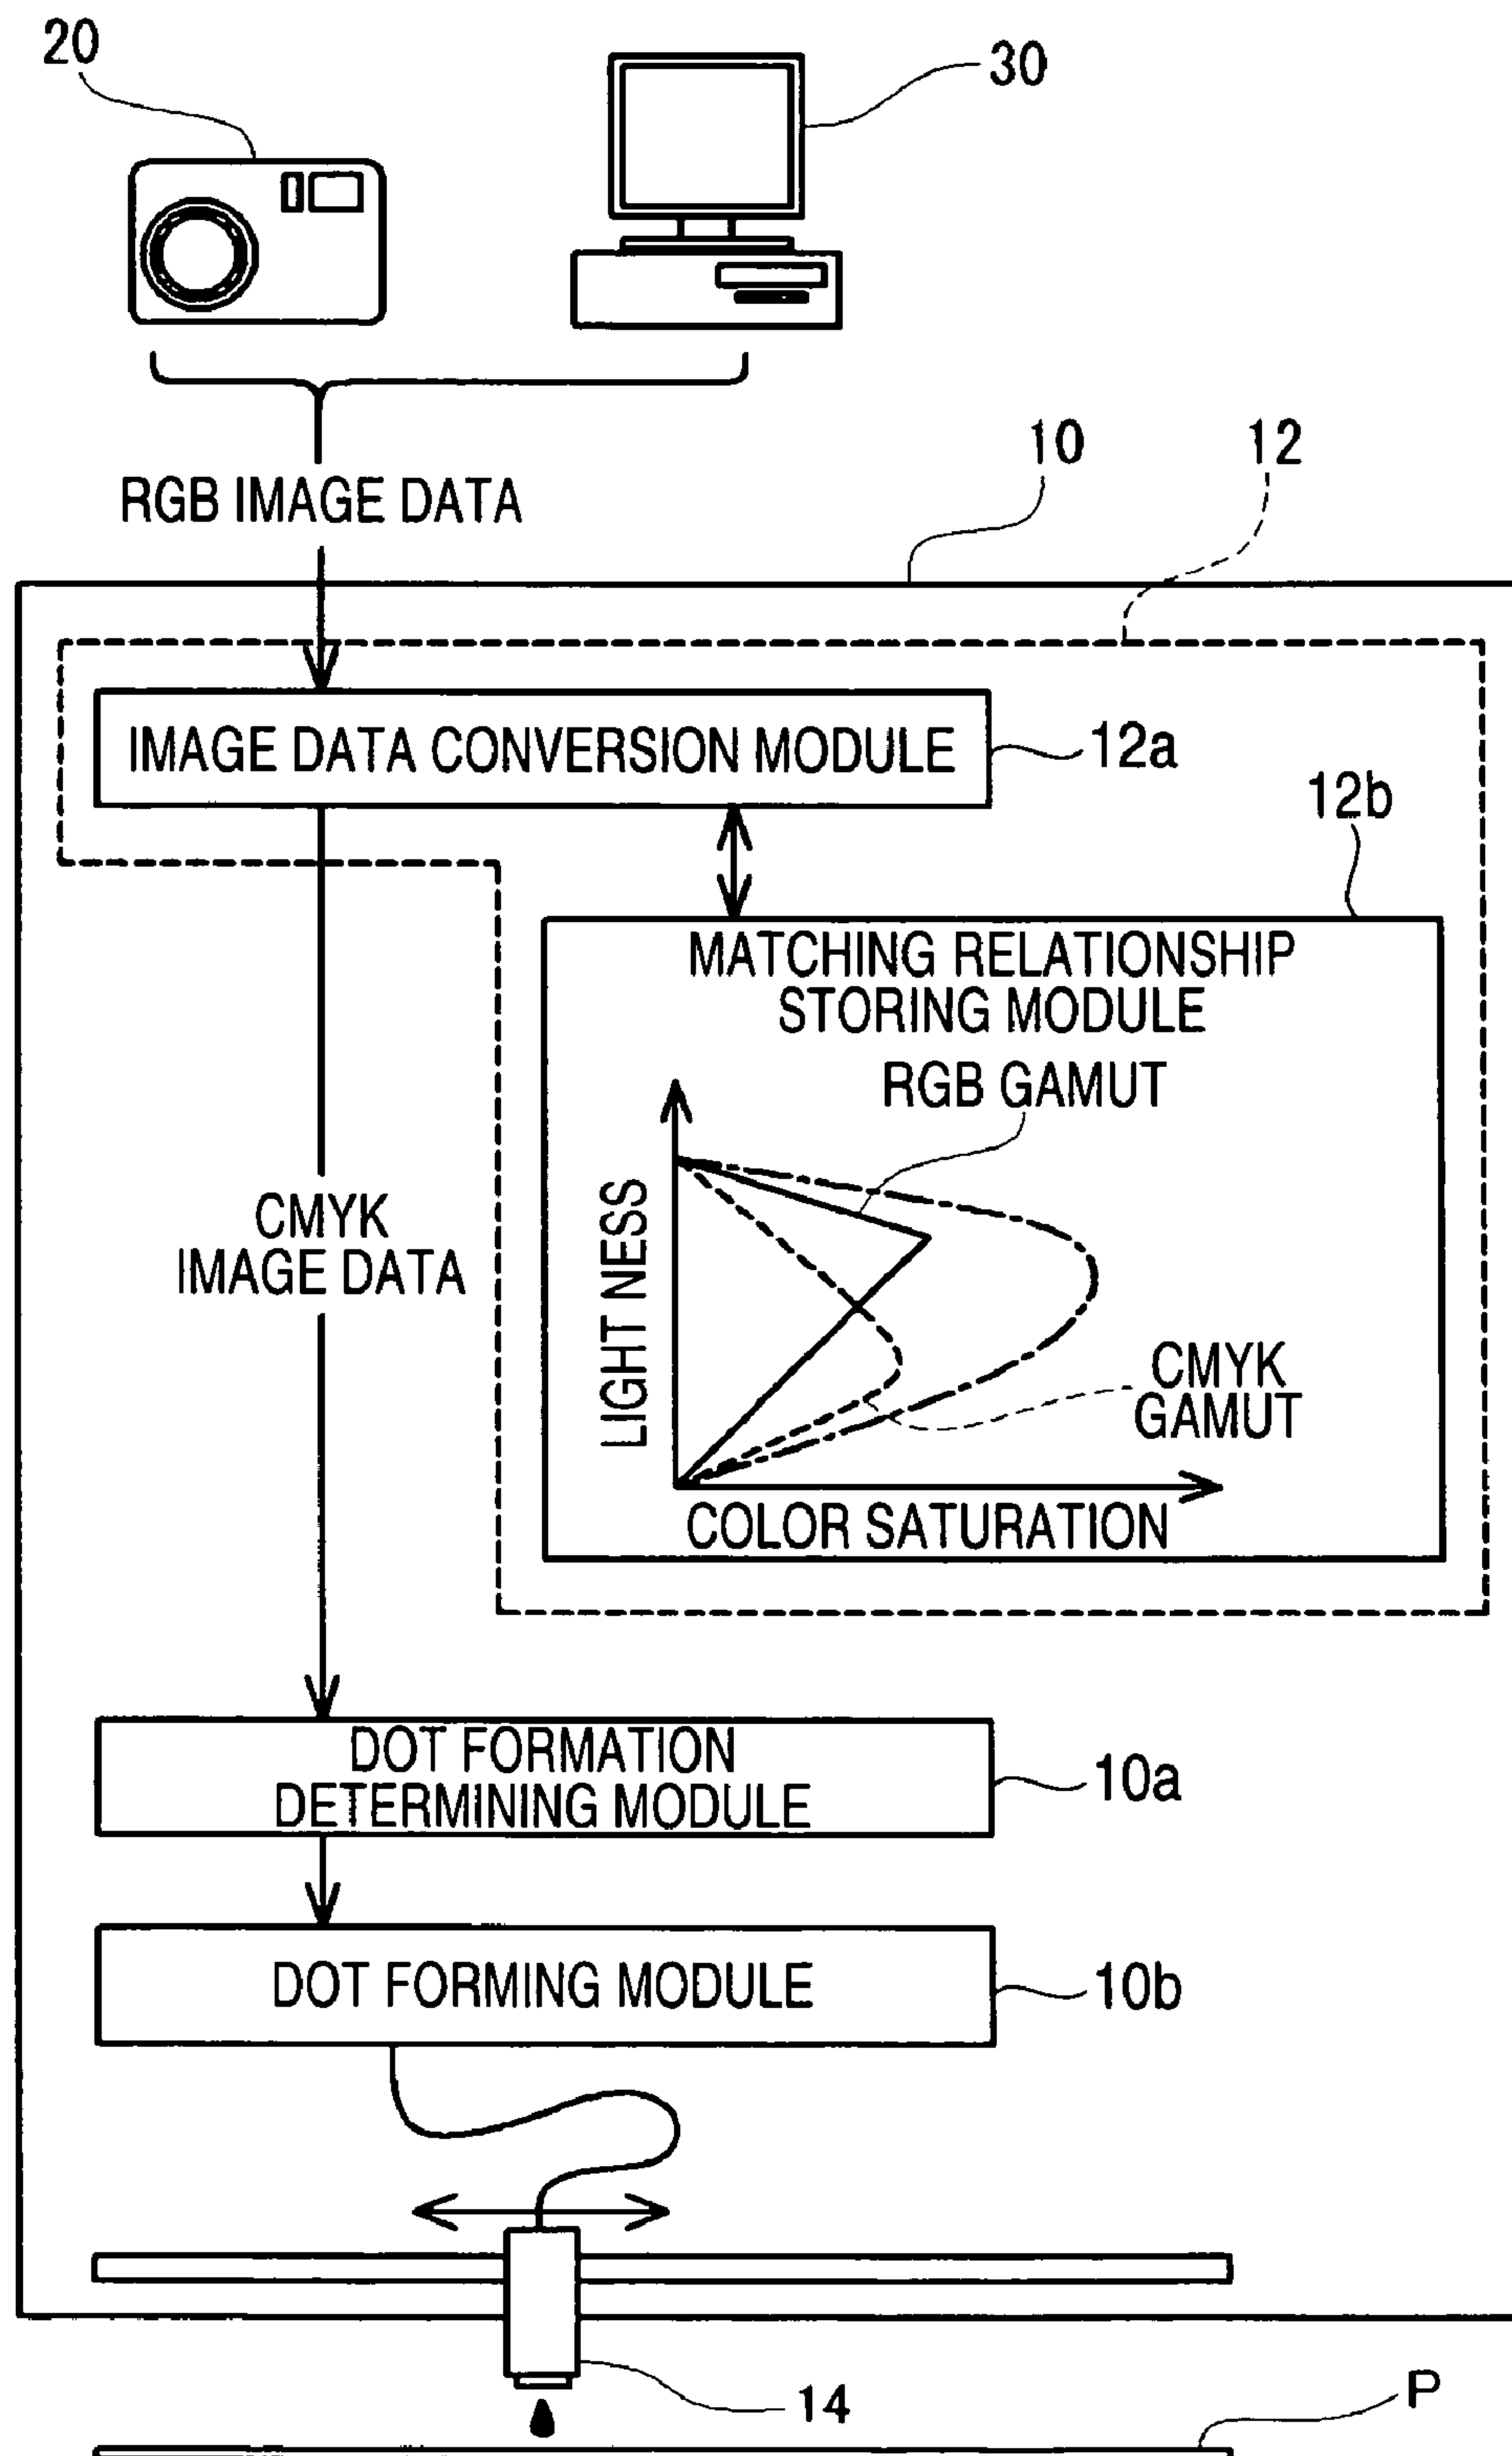 20
30
RGB IMAGE DATA
10
12
IMAGE DATA CONVERSION MODULE
12a
12b
MATCHING RELATIONSHIP
STORING MODULE
RGB GAMUT
LIGHT NESS
CMYK
GAMUT
COLOR SATURATION
CMYK
IMAGE DATA
DOT FORMATION
DETERMINING MODULE
10a
DOT FORMING MODULE
10b
14
P